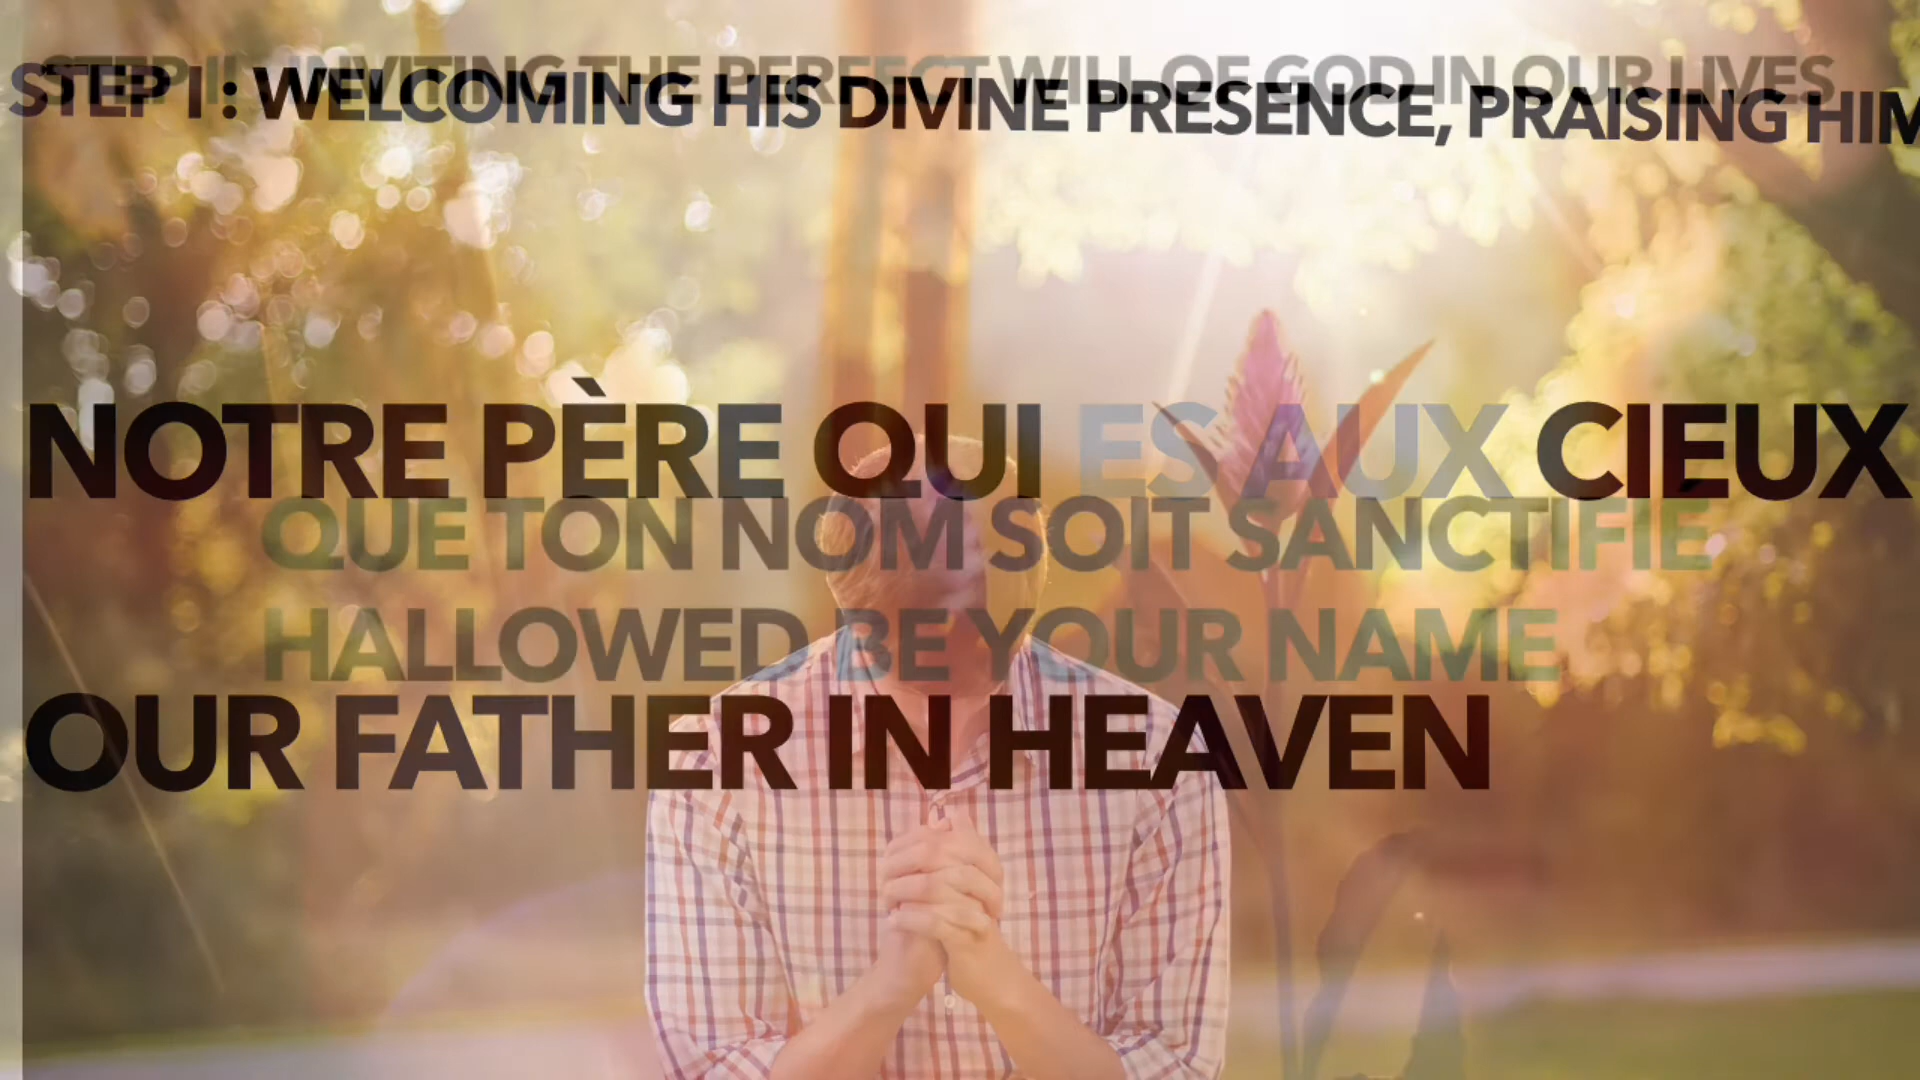 STEP II : INVITING THE PERFECT WILL OF GOD IN OUR LIVES
STEP I : WELCOMING HIS DIVINE PRESENCE, PRAISING HIM
NOTRE PÈRE QUI ES AUX CIEUX
QUE TON NOM SOIT SANCTIFIÉ
HALLOWED BE YOUR NAME
OUR FATHER IN HEAVEN